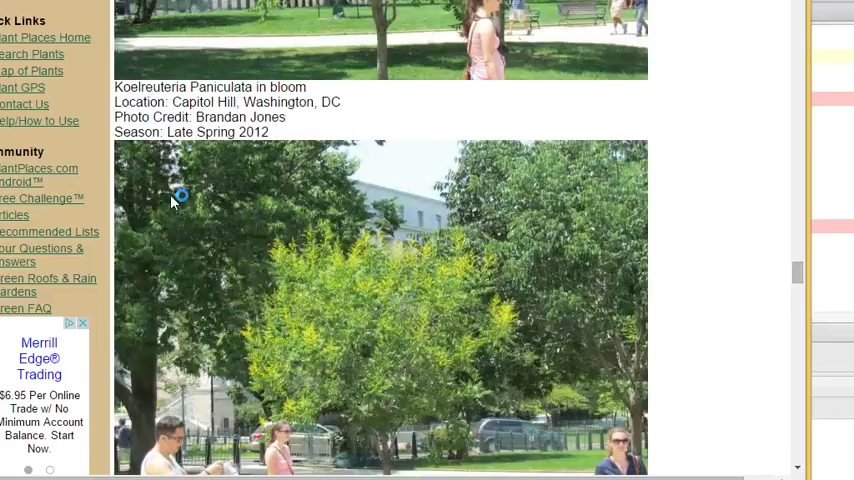 ck Links
lant Places Home
earch Plants
ap of Plants
lant GPS
ontact Us
elp/How to Use
mmunity
lantPlaces.com
ndroid™
ree Challenge™
rticles
ecommended Lists
our Questions &
nswers
reen Roofs & Rain
ardens
reen FAQ
Merrill
Edge®
Trading
$6.95 Per Online
Trade w/ No
Minimum Account
Balance. Start
Now.
Koelreuteria Paniculata in bloom
Location: Capitol Hill, Washington, DC
Photo Credit: Brandan Jones
Season: Late Spring 2012